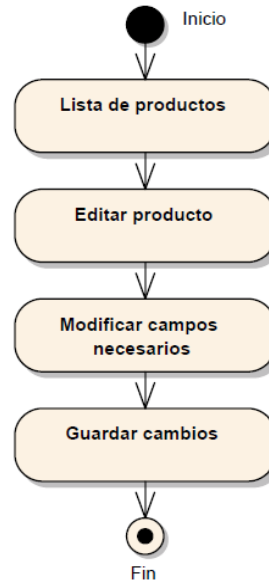 Inicio
Lista de productos
Editar producto
Modificar campos
necesarios
Guardar cambios
Fin